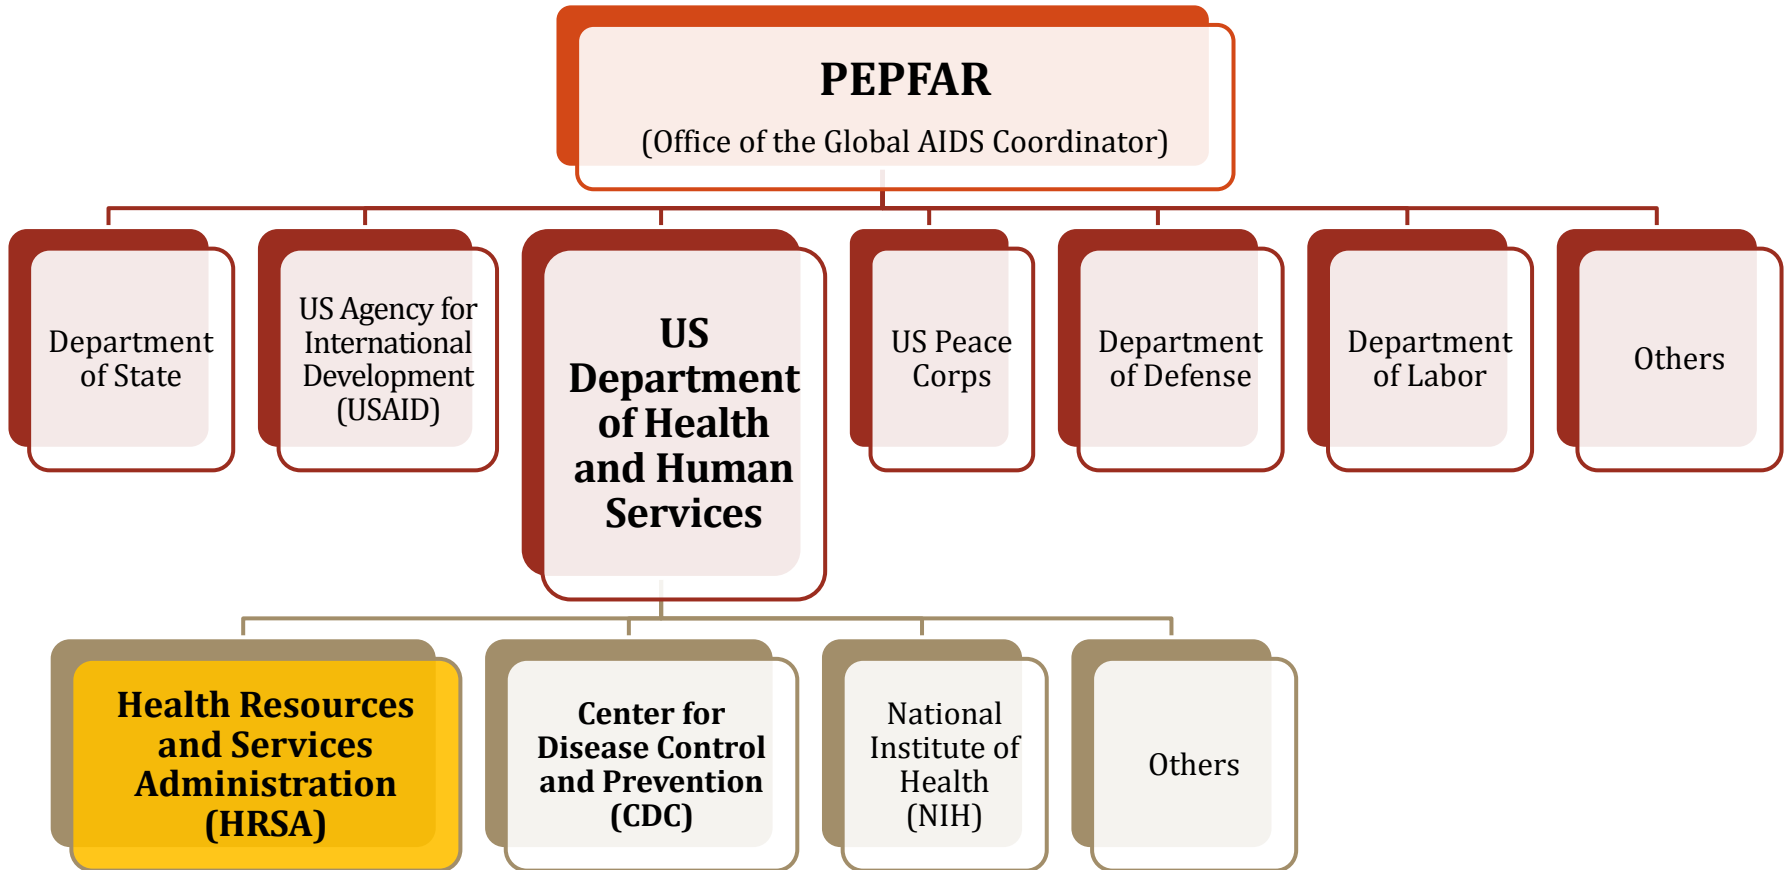 PEPFAR
(Office of the Global AIDS Coordinator)
Department
of State
US Agency for
International
Development
(USAID)
US
Department
of Health
and Human
Services
US Peace
Corps
Department
of Defense
Department
of Labor
Others
Health Resources
and Services
Administration
(HRSA)
Center for
Disease Control
and Prevention
(CDC)
National
Institute of
Health
(NIH)
Others